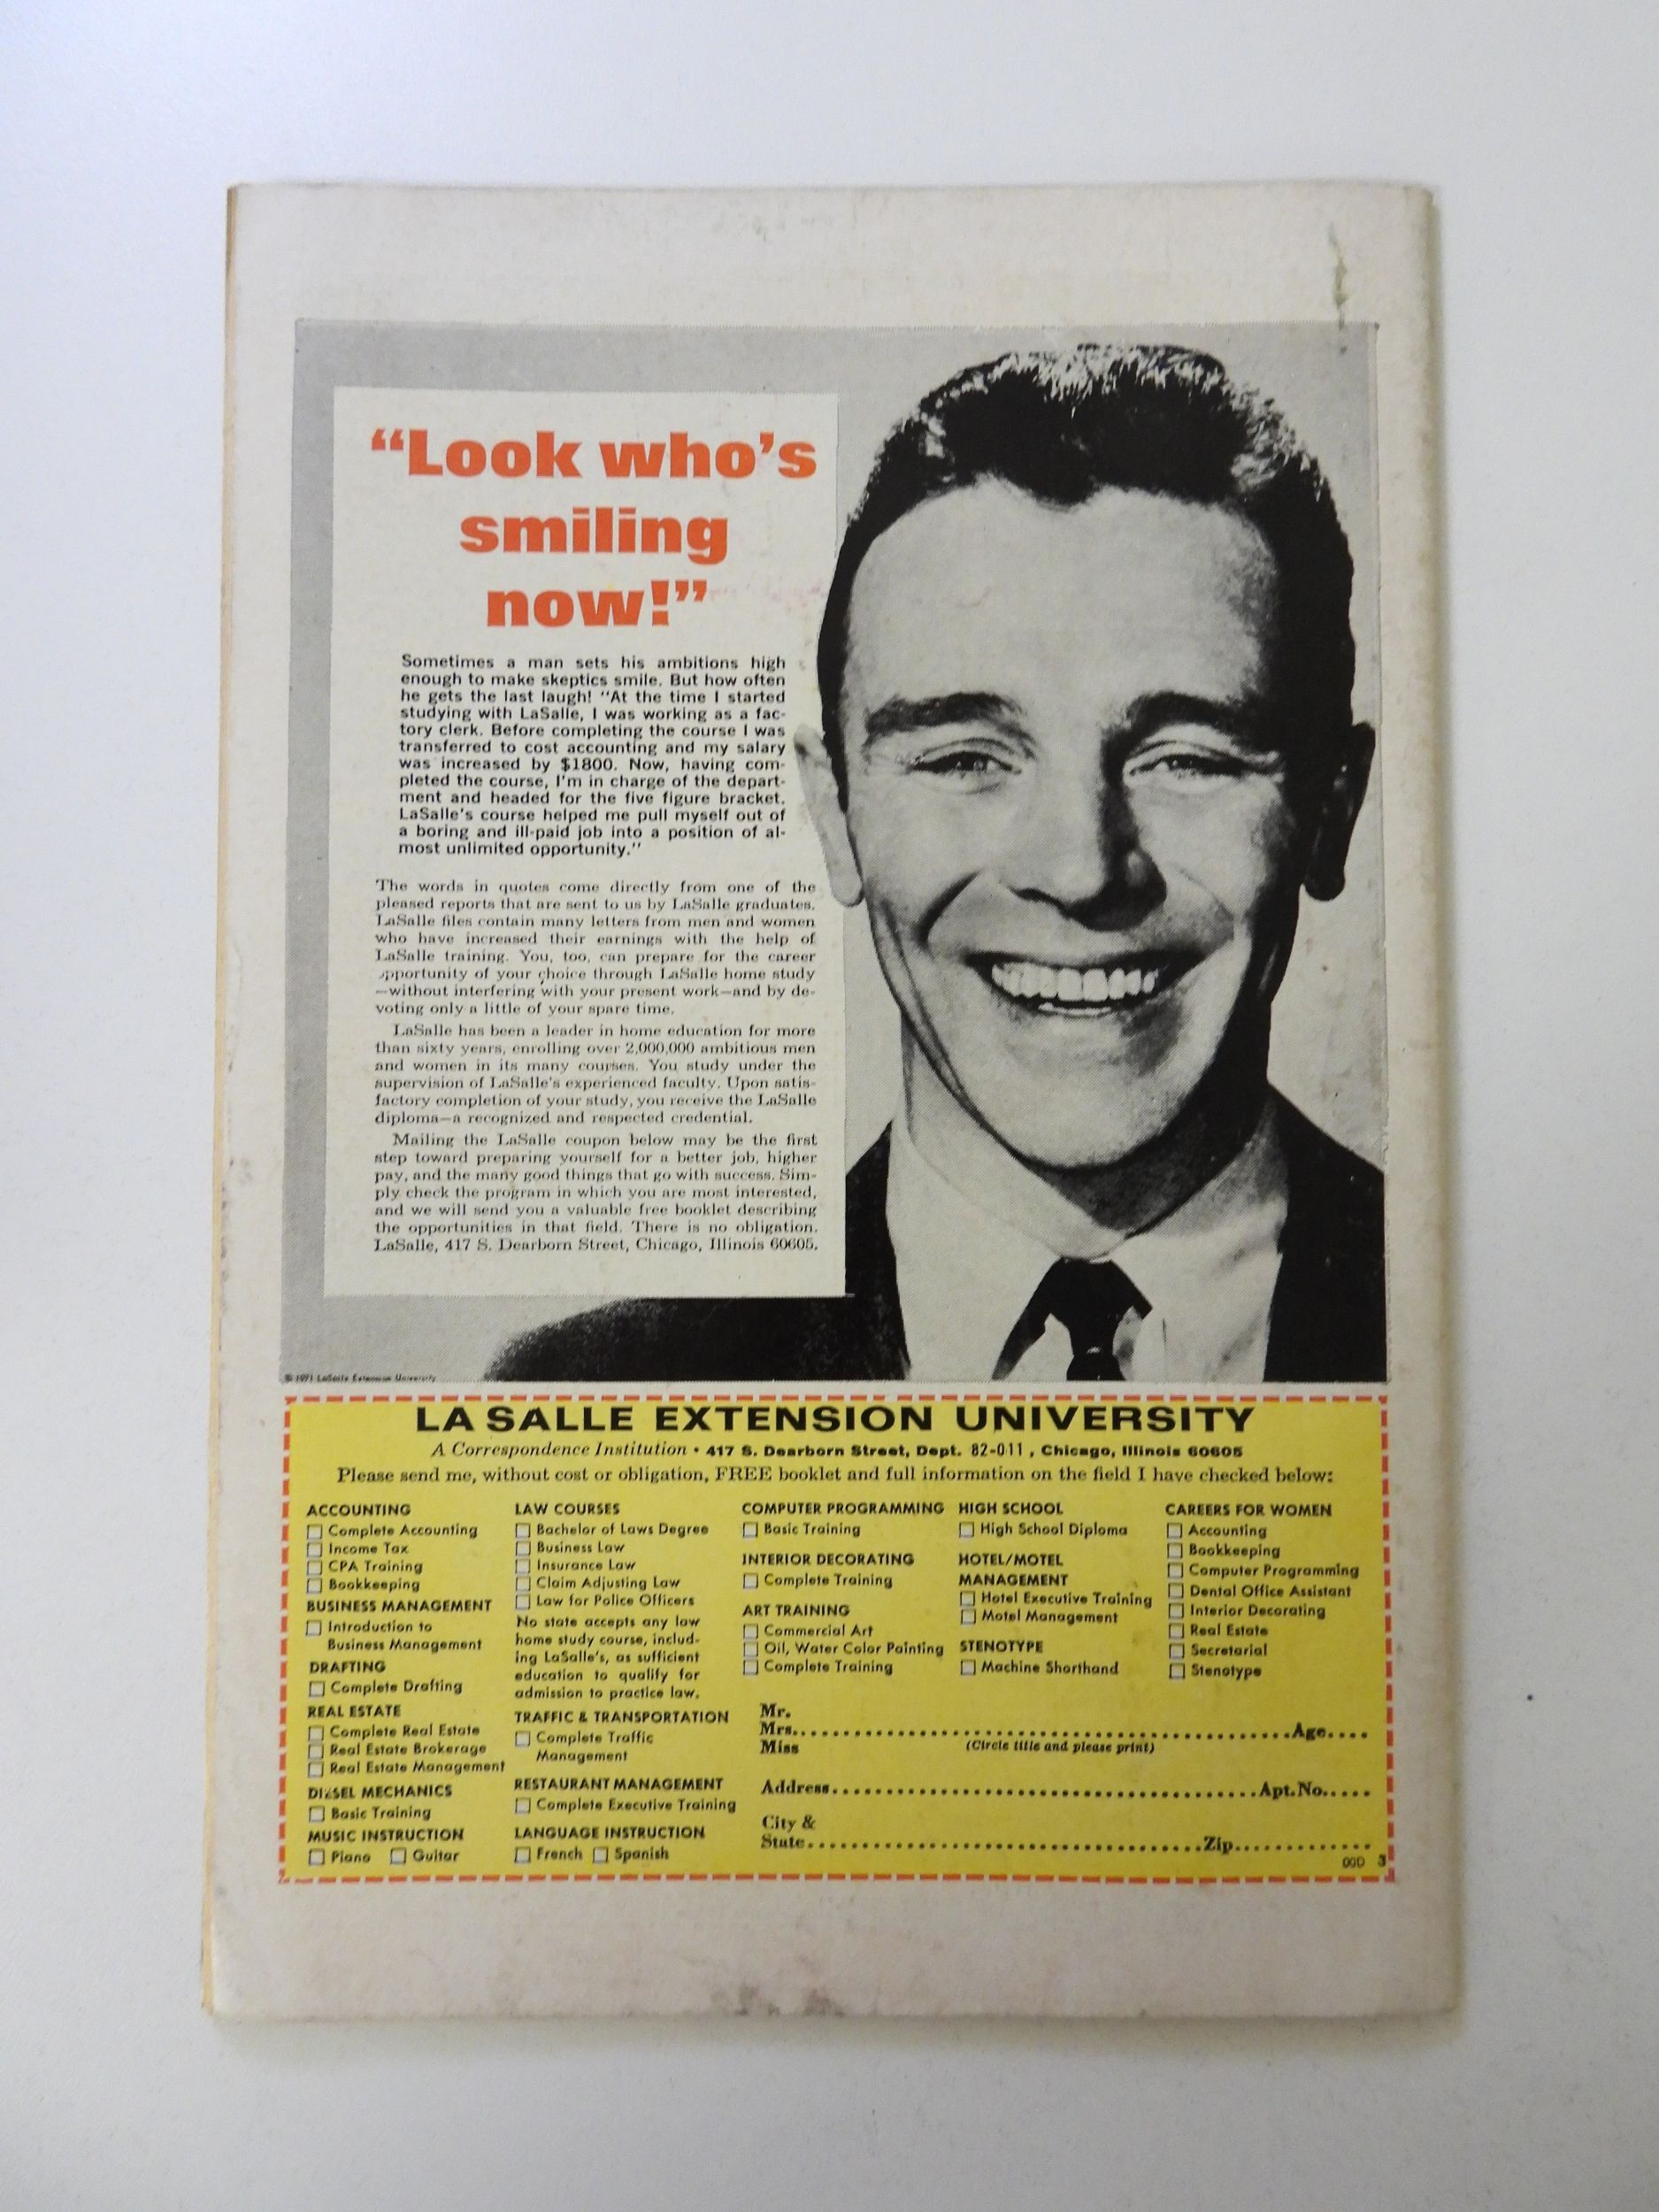 “Look who’s
smiling
now!”
Sometimes a man sets his ambitions high
enough to make skeptics smile. But how often
he gets the last laugh! “At the time I started
studying with LaSalle, I was working as a fac-
tory clerk. Before completing the course I was
transferred to cost accounting and my salary
was increased by $1800. Now, having com-
pleted the course, I’m in charge of the depart-
ment and headed for the five figure bracket.
LaSalle’s course helped me pull myself out of
a boring and ill-paid job into a position of al-
most unlimited opportunity.”
The words in quotes come directly from one of the
pleased reports that are sent to us by LaSalle graduates.
LaSalle files contain many letters from men and women
who have increased their earnings with the help of
LaSalle training. You, too, can prepare for the career
opportunity of your choice through LaSalle home study
—without interfering with your present work—and by de-
voting only a little of your spare time.
LaSalle has been a leader in home education for more
than sixty years, enrolling over 2,000,000 ambitious men
and women in its many courses. You study under the
supervision of LaSalle’s experienced faculty. Upon satis-
factory completion of your study, you receive the LaSalle
diploma—a recognized and respected credential.
Mailing the LaSalle coupon below may be the first
step toward preparing yourself for a better job, higher
pay, and the many good things that go with success. Sim-
ply check the program in which you are most interested,
and we will send you a valuable free booklet describing
the opportunities in that field. There is no obligation.
LaSalle, 417 S. Dearborn Street, Chicago, Illinois 60605.
© 1971 LaSalle Extension University
LA SALLE EXTENSION UNIVERSITY
A Correspondence Institution • 417 S. Dearborn Street, Dept. 82-011, Chicago, Illinois 60605
Please send me, without cost or obligation, FREE booklet and full information on the field I have checked below:
ACCOUNTING
Complete Accounting
Income Tax
CPA Training
Bookkeeping
BUSINESS MANAGEMENT
Introduction to
Business Management
DRAFTING
Complete Drafting
REAL ESTATE
Complete Real Estate
Real Estate Brokerage
Real Estate Management
DIESEL MECHANICS
Basic Training
MUSIC INSTRUCTION
Piano Guitar
LAW COURSES
Bachelor of Laws Degree
Business Law
Insurance Law
Claim Adjusting Law
Law for Police Officers
No state accepts any law
home study course, includ-
ing LaSalle’s, as sufficient
education to qualify for
admission to practice law.
TRAFFIC & TRANSPORTATION
Complete Traffic
Management
RESTAURANT MANAGEMENT
Complete Executive Training
LANGUAGE INSTRUCTION
French Spanish
COMPUTER PROGRAMMING
Basic Training
INTERIOR DECORATING
Complete Training
ART TRAINING
Commercial Art
Oil, Water Color Painting
Complete Training
HIGH SCHOOL
High School Diploma
HOTEL/MOTEL
MANAGEMENT
Hotel Executive Training
Motel Management
STENOTYPE
Machine Shorthand
CAREERS FOR WOMEN
Accounting
Bookkeeping
Computer Programming
Dental Office Assistant
Interior Decorating
Real Estate
Secretarial
Stenotype
Mr.
Mrs. Age
Miss (Circle title and please print)
Address Apt. No.
City &
State Zip
3